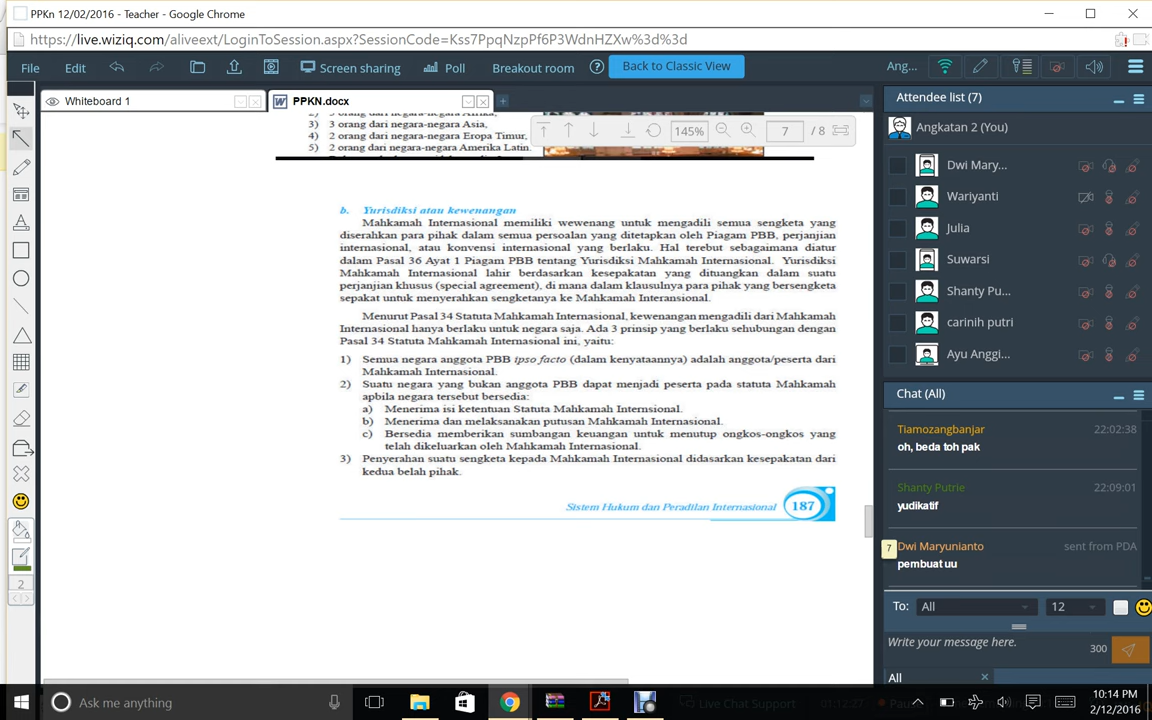 PPKn 12/02/2016 - Teacher - Google Chrome
https://live.wiziq.com/aliveext/LoginToSession.aspx?SessionCode=Kss7PpqNzpPf6P3WdnHZXw%3d%3d
File Edit Screen sharing Poll Breakout room Back to Classic View Ang...
Whiteboard 1 PPKN.docx
3) 3 orang dari negara-negara Asia,
4) 2 orang dari negara-negara Eropa Timur,
5) 2 orang dari negara-negara Amerika Latin.
145% 7 / 8
b. Yurisdiksi atau kewenangan
Mahkamah Internasional memiliki wewenang untuk mengadili semua sengketa yang
diserahkan para pihak dalam semua persoalan yang ditetapkan oleh Piagam PBB, perjanjian
internasional, atau konvensi internasional yang berlaku. Hal terebut sebagaimana diatur
dalam Pasal 36 Ayat 1 Piagam PBB tentang Yurisdiksi Mahkamah Internasional. Yurisdiksi
Mahkamah Internasional lahir berdasarkan kesepakatan yang dituangkan dalam suatu
perjanjian khusus (special agreement), di mana dalam klausulnya para pihak yang bersengketa
sepakat untuk menyerahkan sengketanya ke Mahkamah Interansional.
Menurut Pasal 34 Statuta Mahkamah Internasional, kewenangan mengadili dari Mahkamah
Internasional hanya berlaku untuk negara saja. Ada 3 prinsip yang berlaku sehubungan dengan
Pasal 34 Statuta Mahkamah Internasional ini, yaitu:
1) Semua negara anggota PBB ipso facto (dalam kenyataannya) adalah anggota/peserta dari
Mahkamah Internasional.
2) Suatu negara yang bukan anggota PBB dapat menjadi peserta pada statuta Mahkamah
apbila negara tersebut bersedia:
a) Menerima isi ketentuan Statuta Mahkamah Internsional.
b) Menerima dan melaksanakan putusan Mahkamah Internasional.
c) Bersedia memberikan sumbangan keuangan untuk menutup ongkos-ongkos yang
telah dikeluarkan oleh Mahkamah Internasional.
3) Penyerahan suatu sengketa kepada Mahkamah Internasional didasarkan kesepakatan dari
kedua belah pihak.
Sistem Hukum dan Peradilan Internasional 187
2
Attendee list (7)
Angkatan 2 (You)
Dwi Mary...
Wariyanti
Julia
Suwarsi
Shanty Pu...
carinih putri
Ayu Anggi...
Chat (All)
Tiamozangbanjar 22:02:38
oh, beda toh pak
Shanty Putrie 22:09:01
yudikatif
7 Dwi Maryunianto sent from PDA
pembuat uu
To: All 12
Write your message here. 300
All
Ask me anything
Live Chat Support 01:12:27
10:14 PM
2/12/2016